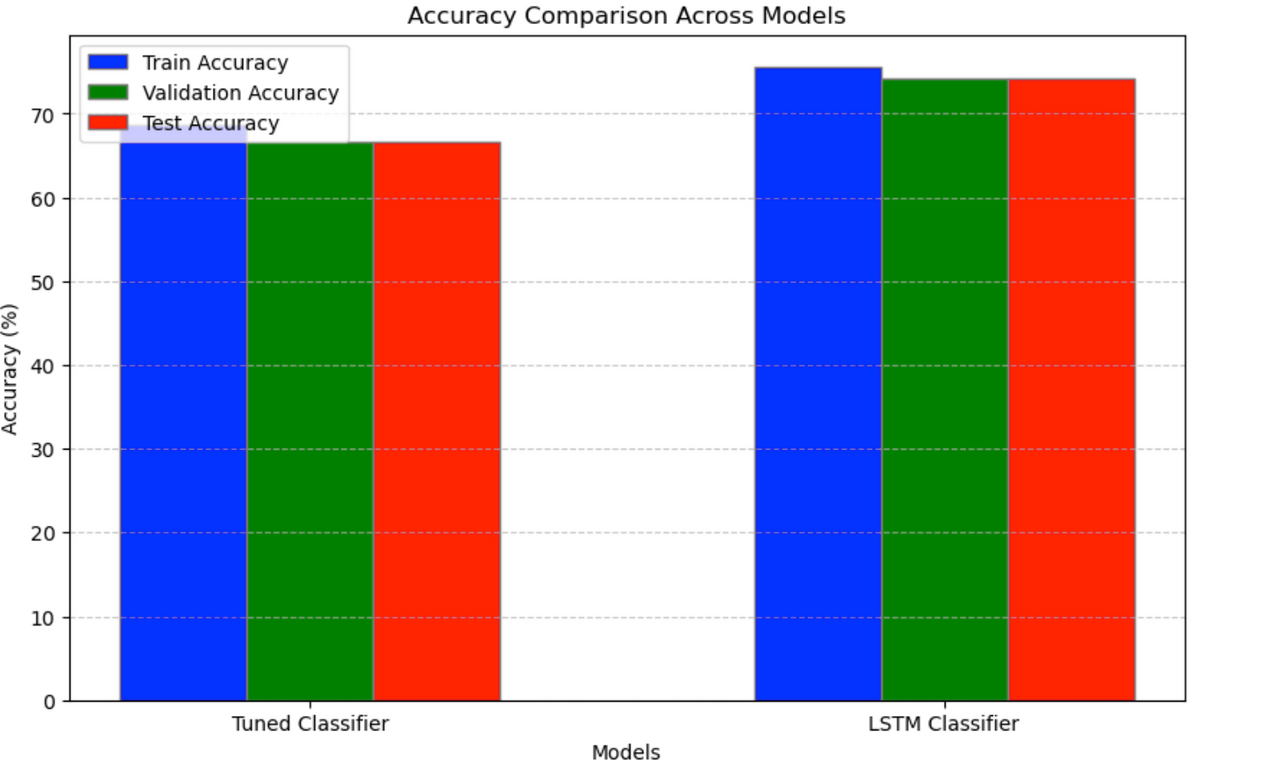 Accuracy Comparison Across Models
Train Accuracy
Validation Accuracy
Test Accuracy
Accuracy (%)
70
60
50
40
30
20
10
0
Tuned Classifier
LSTM Classifier
Models